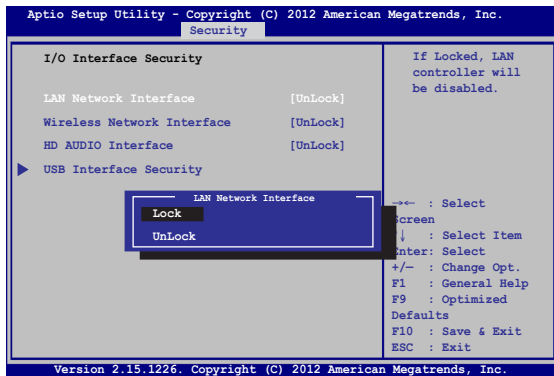 Aptio Setup Utility - Copyright (C) 2012 American Megatrends, Inc.
Security
I/O Interface Security
LAN Network Interface [UnLock]
Wireless Network Interface [UnLock]
HD AUDIO Interface [UnLock]
USB Interface Security
LAN Network Interface
Lock
UnLock
If Locked, LAN
controller will
be disabled.
→← : Select
Screen
↓ : Select Item
Enter: Select
+/— : Change Opt.
F1 : General Help
F9 : Optimized
Defaults
F10 : Save & Exit
ESC : Exit
Version 2.15.1226. Copyright (C) 2012 American Megatrends, Inc.